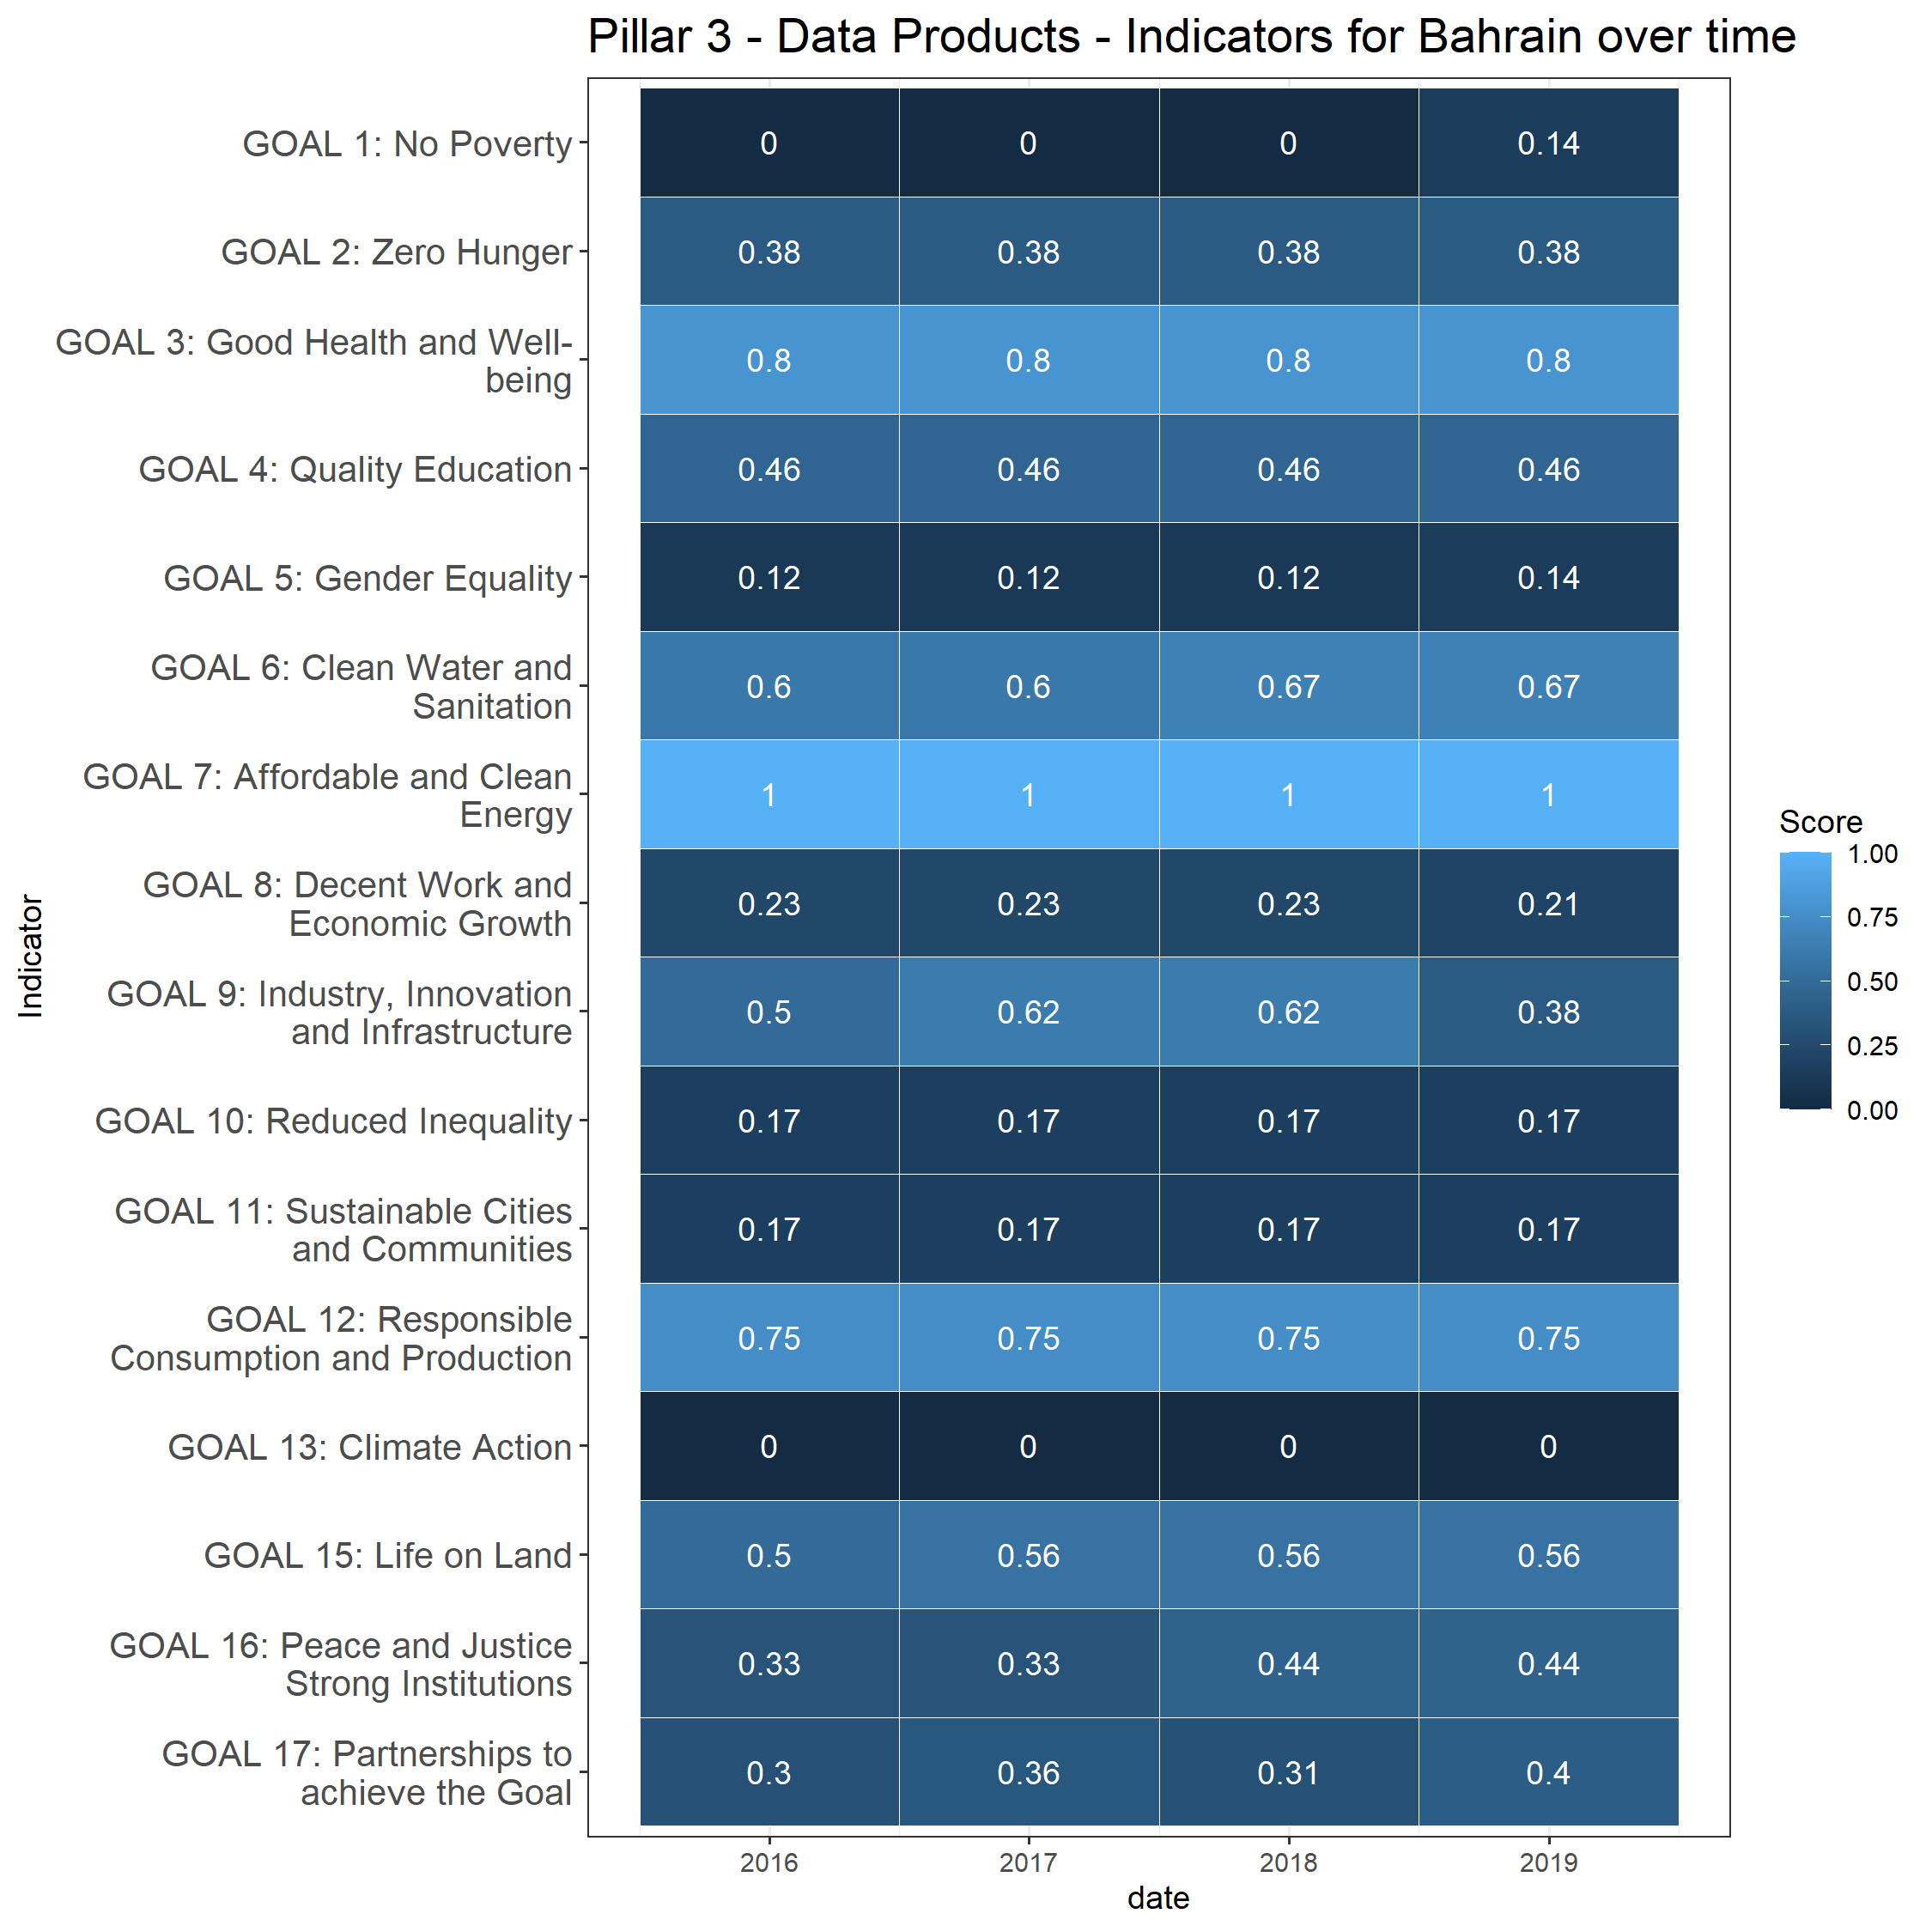 Pillar 3 - Data Products - Indicators for Bahrain over time
GOAL 1: No Poverty
0 0 0 0.14
GOAL 2: Zero Hunger
0.38 0.38 0.38 0.38
GOAL 3: Good Health and Well-
being
0.8 0.8 0.8 0.8
GOAL 4: Quality Education
0.46 0.46 0.46 0.46
GOAL 5: Gender Equality
0.12 0.12 0.12 0.14
GOAL 6: Clean Water and
Sanitation
0.6 0.6 0.67 0.67
GOAL 7: Affordable and Clean
Energy
1 1 1 1
GOAL 8: Decent Work and
Economic Growth
0.23 0.23 0.23 0.21
GOAL 9: Industry, Innovation
and Infrastructure
0.5 0.62 0.62 0.38
GOAL 10: Reduced Inequality
0.17 0.17 0.17 0.17
GOAL 11: Sustainable Cities
and Communities
0.17 0.17 0.17 0.17
GOAL 12: Responsible
Consumption and Production
0.75 0.75 0.75 0.75
GOAL 13: Climate Action
0 0 0 0
GOAL 15: Life on Land
0.5 0.56 0.56 0.56
GOAL 16: Peace and Justice
Strong Institutions
0.33 0.33 0.44 0.44
GOAL 17: Partnerships to
achieve the Goal
0.3 0.36 0.31 0.4
2016 2017 2018 2019
date
Indicator
Score
1.00
0.75
0.50
0.25
0.00